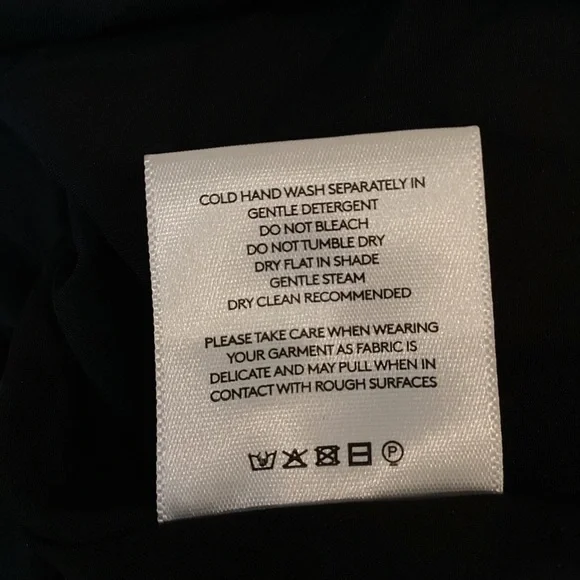 COLD HAND WASH SEPARATELY IN
GENTLE DETERGENT
DO NOT BLEACH
DO NOT TUMBLE DRY
DRY FLAT IN SHADE
GENTLE STEAM
DRY CLEAN RECOMMENDED
PLEASE TAKE CARE WHEN WEARING
YOUR GARMENT AS FABRIC IS
DELICATE AND MAY PULL WHEN IN
CONTACT WITH ROUGH SURFACES
P